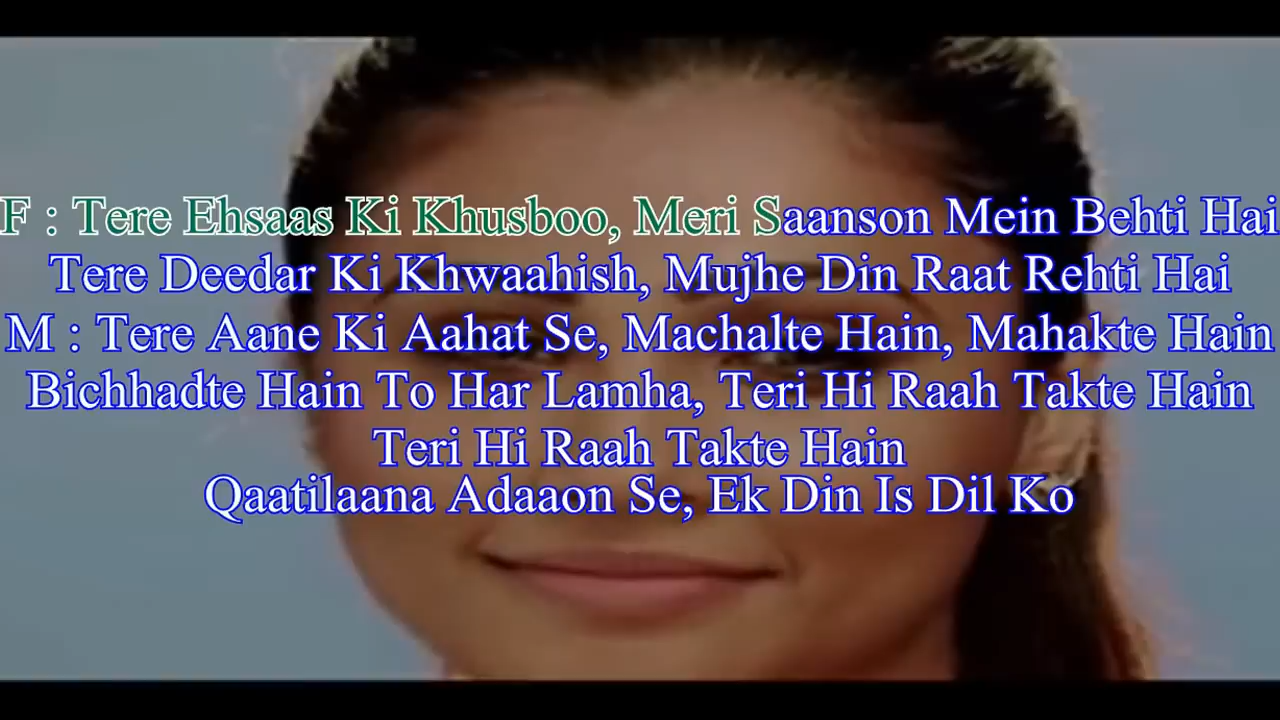 F : Tere Ehsaas Ki Khusboo, Meri Saanson Mein Behti Hai
Tere Deedar Ki Khwaahish, Mujhe Din Raat Rehti Hai
M : Tere Aane Ki Aahat Se, Machalte Hain, Mahakte Hain
Bichhadte Hain To Har Lamha, Teri Hi Raah Takte Hain
Teri Hi Raah Takte Hain
Qaatilaana Adaaon Se, Ek Din Is Dil Ko